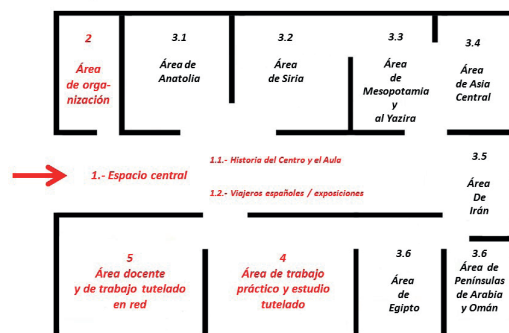 2
Área
de orga-
nización
3.1
Área de
Anatolia
3.2
Área
de Siria
3.3
Área
de
Mesopotamia
y
al Yazira
3.4
Área
de Asia
Central
1.- Espacio central
1.1.- Historia del Centro y el Aula
1.2.- Viajeros españoles / exposiciones
3.5
Área
De
Irán
5
Área docente
y de trabajo tutelado
en red
4
Área de trabajo
práctico y estudio
tutelado
3.6
Área
de
Egipto
3.6
Área de
Penínsulas
de Arabia
y Omán